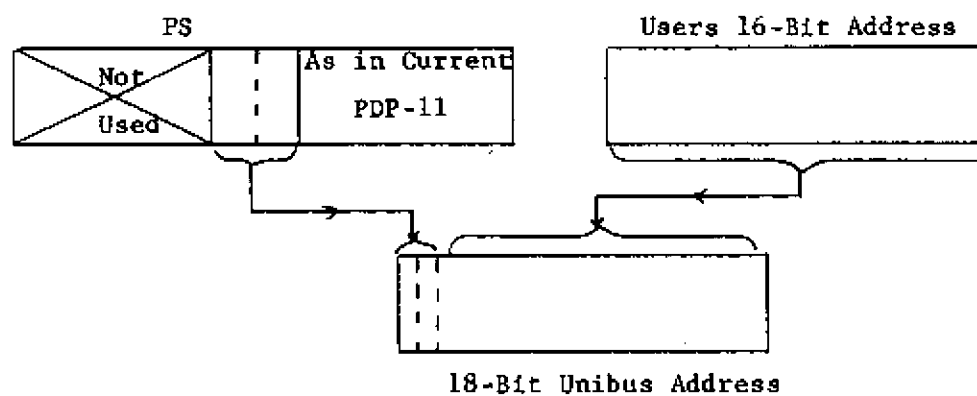 PS
Users 16-Bit Address
Not
Used
As in Current
PDP-11
18-Bit Unibus Address